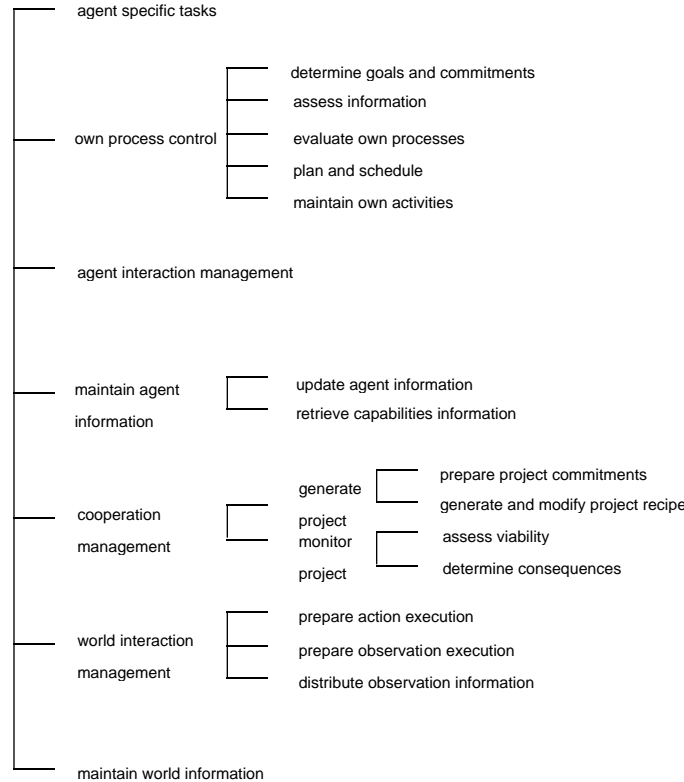 agent specific tasks
determine goals and commitments
assess information
own process control
evaluate own processes
plan and schedule
maintain own activities
agent interaction management
maintain agent
information
update agent information
retrieve capabilities information
cooperation
management
generate
project
prepare project commitments
generate and modify project recipe
monitor
project
assess viability
determine consequences
world interaction
management
prepare action execution
prepare observation execution
distribute observation information
maintain world information